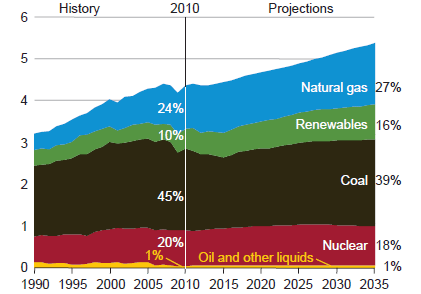 History 2010 Projections
6
5
4
3
2
1
0
24%
10%
45%
20%
1%
Natural gas 27%
Renewables 16%
Coal 39%
Nuclear 18%
Oil and other liquids 1%
1990 1995 2000 2005 2010 2015 2020 2025 2030 2035